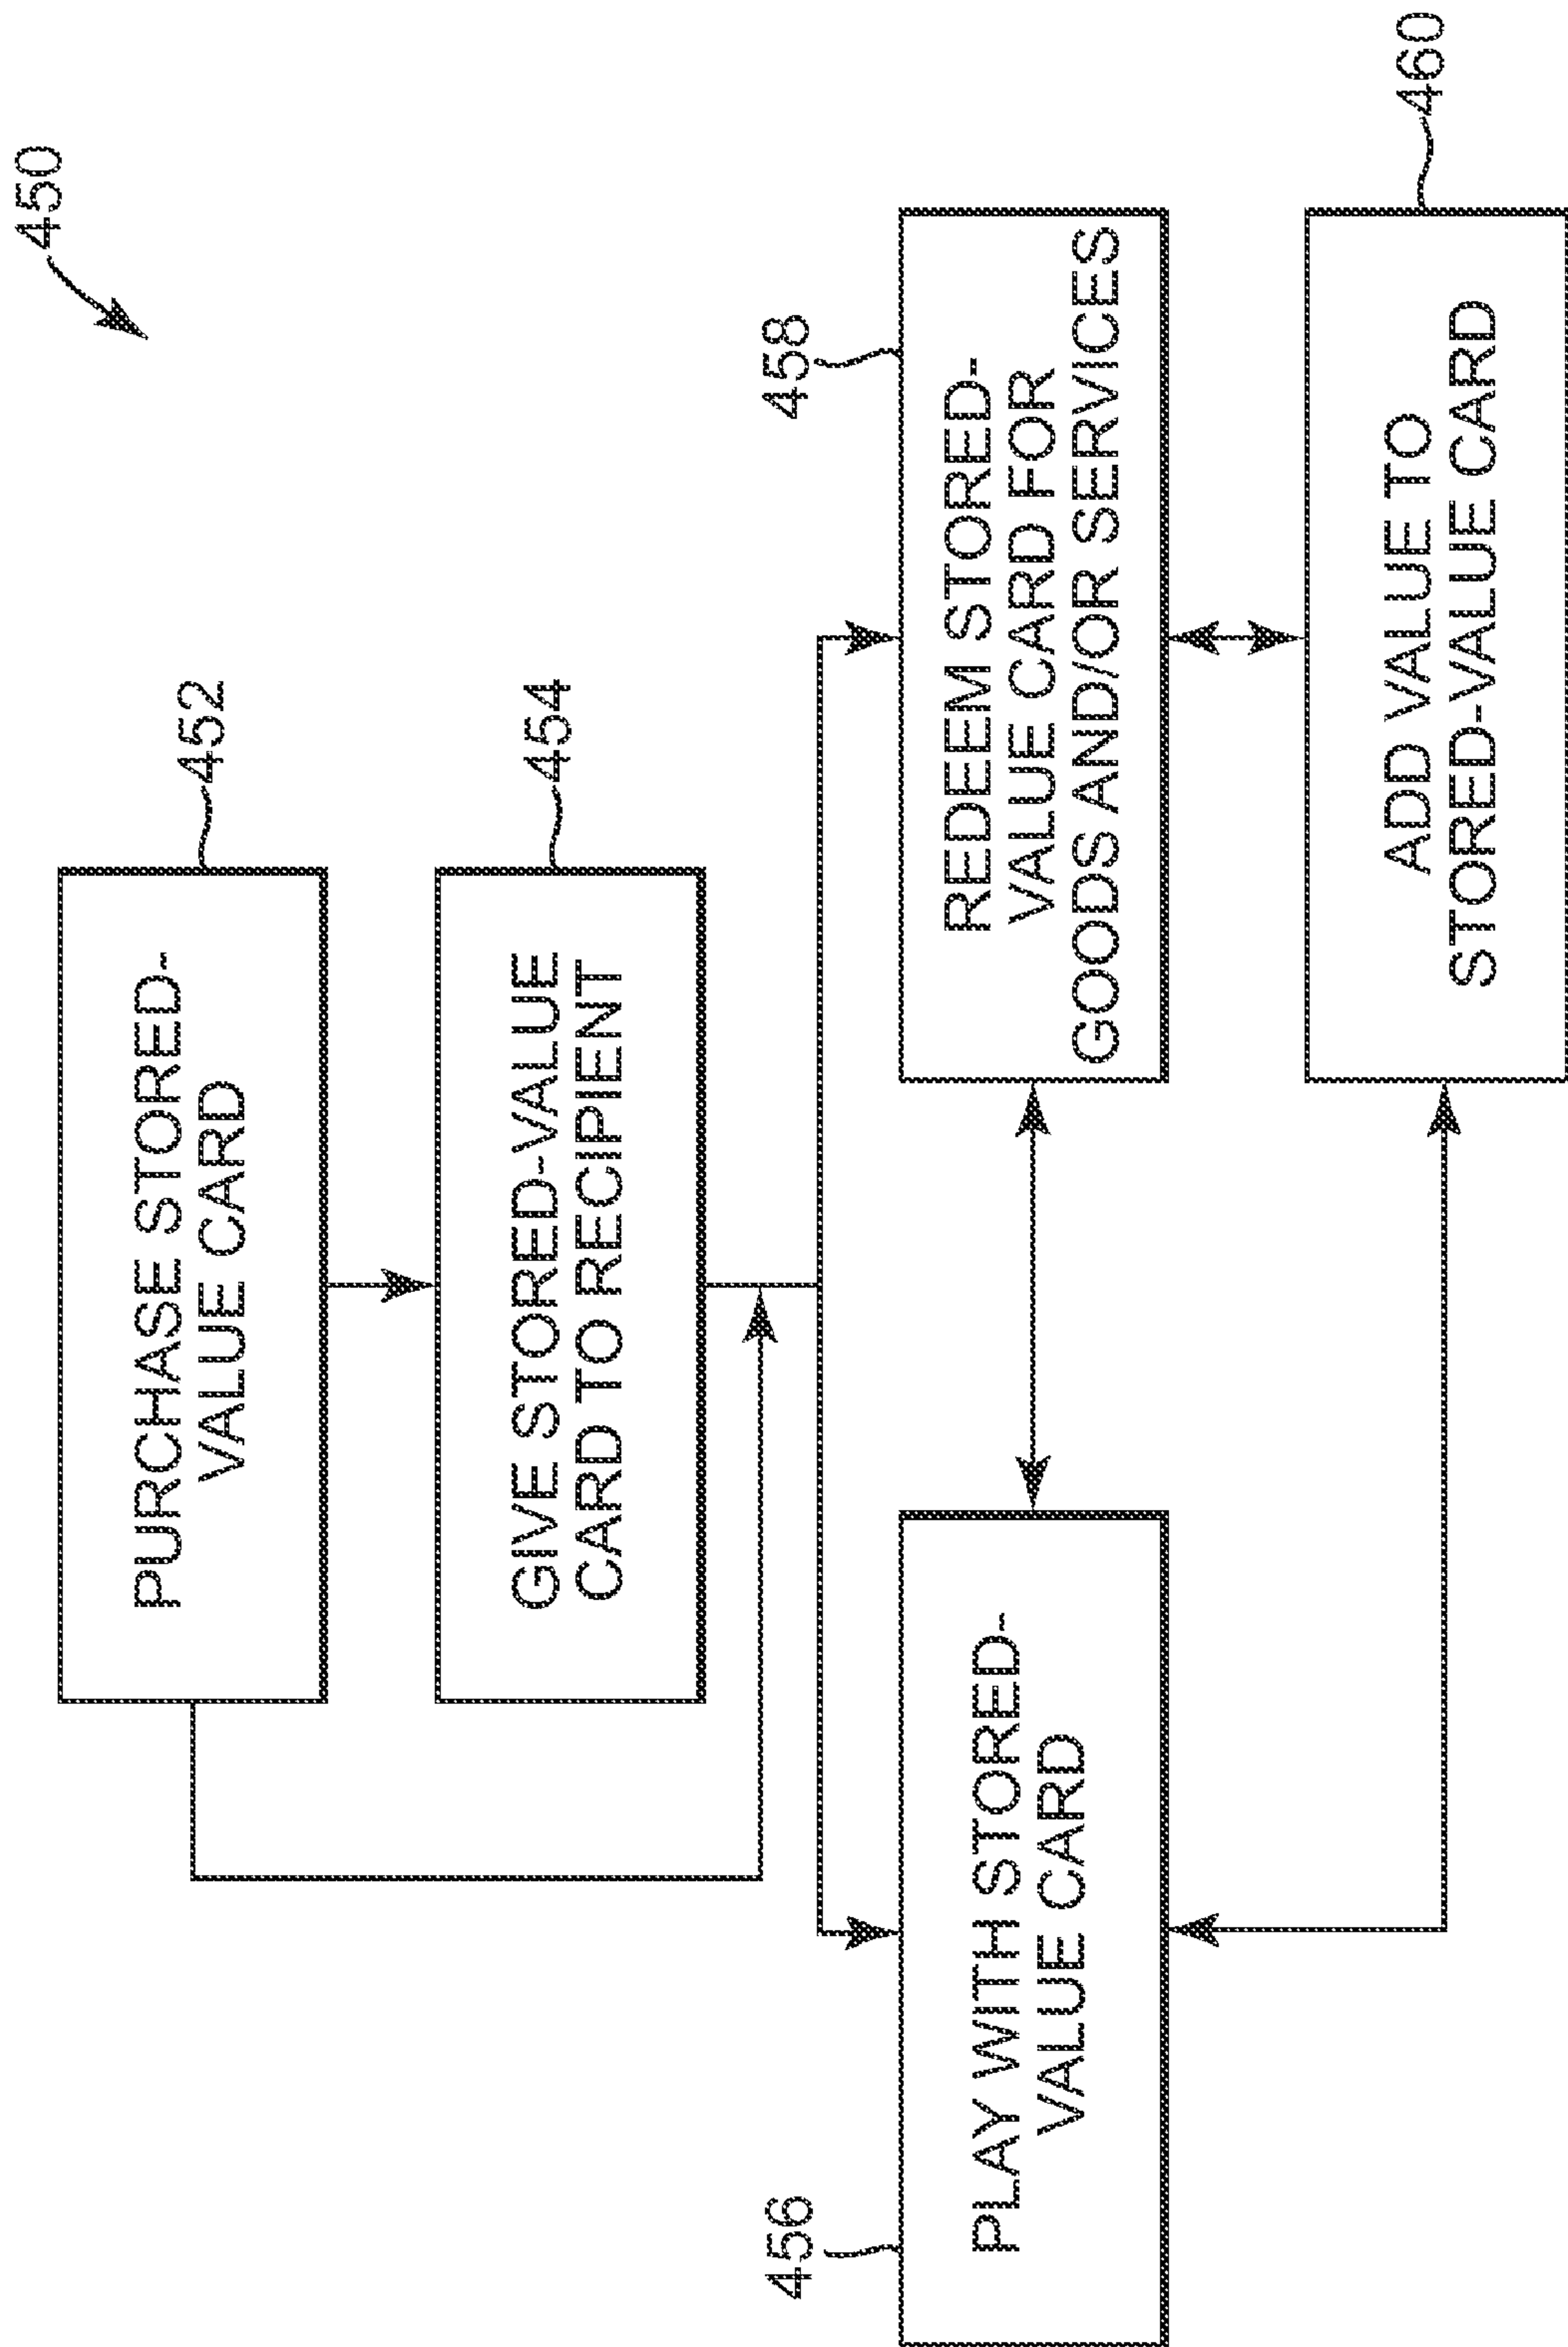 450
PURCHASE STORED-
VALUE CARD
452
GIVE STORED-VALUE
CARD TO RECIPIENT
454
456
PLAY WITH STORED-
VALUE CARD
458
REDEEM STORED-
VALUE CARD FOR
GOODS AND/OR SERVICES
ADD VALUE TO
STORED-VALUE CARD
460